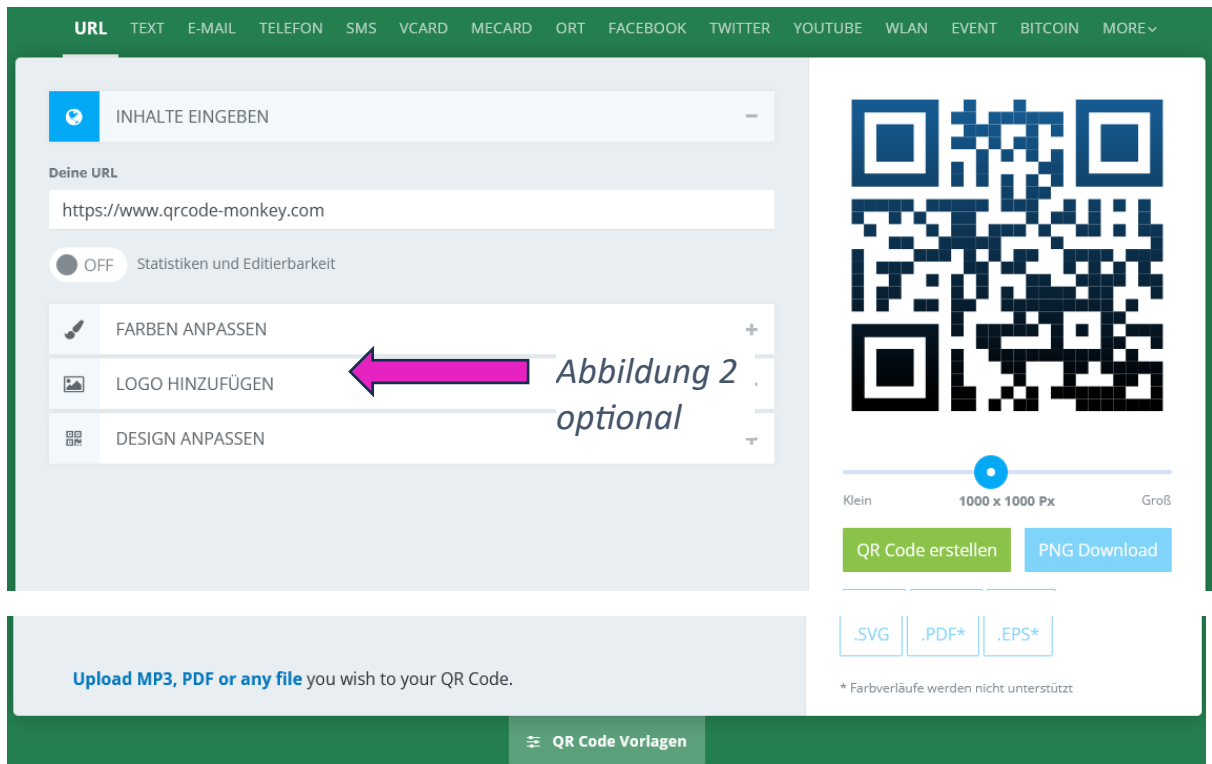 URL TEXT E-MAIL TELEFON SMS VCARD MECARD ORT FACEBOOK TWITTER YOUTUBE WLAN EVENT BITCOIN MORE
INHALTE EINGEBEN
Deine URL
https://www.qrcode-monkey.com
OFF Statistiken und Editierbarkeit
FARBEN ANPASSEN
LOGO HINZUFÜGEN
DESIGN ANPASSEN
Abbildung 2
optional
Klein 1000 x 1000 Px Groß
QR Code erstellen PNG Download
.SVG .PDF* .EPS*
Upload MP3, PDF or any file you wish to your QR Code.
* Farbverläufe werden nicht unterstützt
QR Code Vorlagen